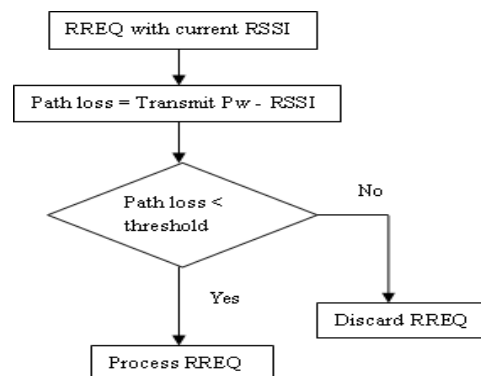 RREQ with current RSSI
Path loss = Transmit Pw - RSSI
Path loss <
threshold
No
Yes
Discard RREQ
Process RREQ